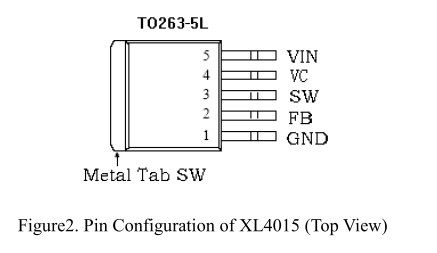 TO263-5L
5 VIN
4 VC
3 SW
2 FB
1 GND
Metal Tab SW
Figure2. Pin Configuration of XL4015 (Top View)